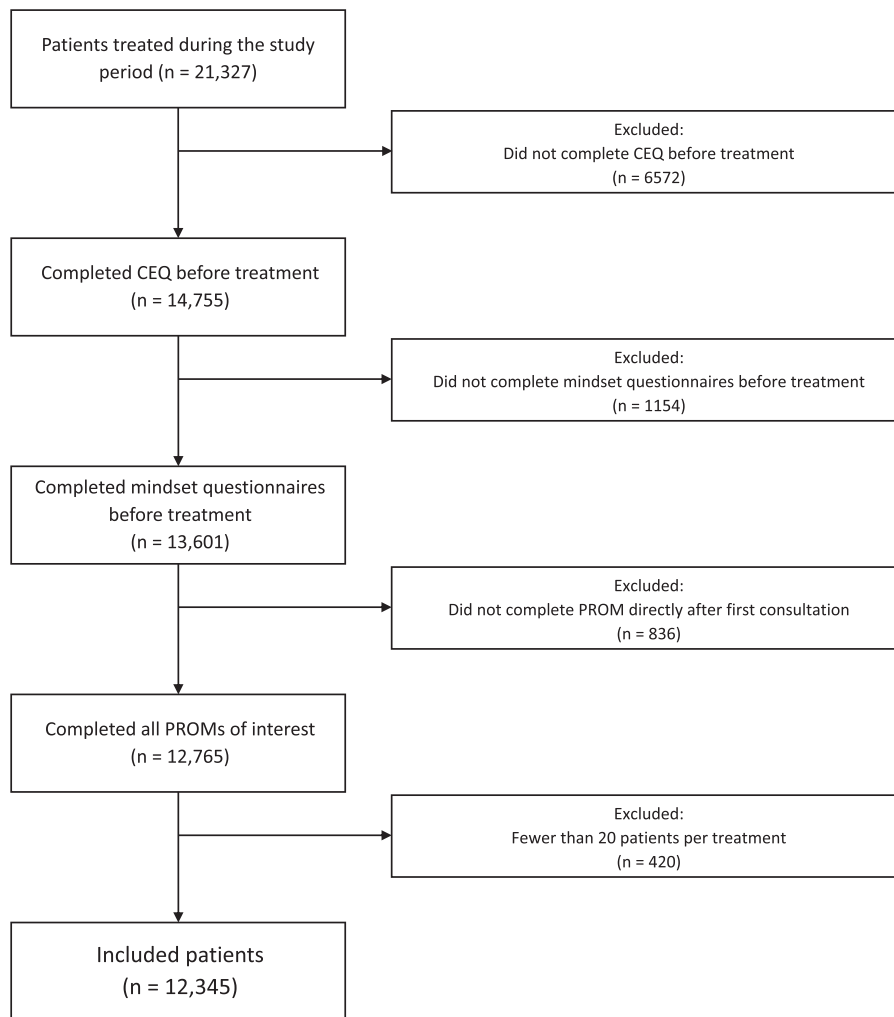 Patients treated during the study
period (n = 21,327)
Excluded:
Did not complete CEQ before treatment
(n = 6572)
Completed CEQ before treatment
(n = 14,755)
Excluded:
Did not complete mindset questionnaires before treatment
(n = 1154)
Completed mindset questionnaires
before treatment
(n = 13,601)
Excluded:
Did not complete PROM directly after first consultation
(n = 836)
Completed all PROMs of interest
(n = 12,765)
Excluded:
Fewer than 20 patients per treatment
(n = 420)
Included patients
(n = 12,345)